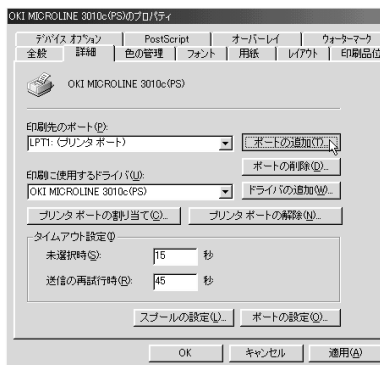 OKI MICROLINE 3010c(PS)のプロパティ
デバイス オプション PostScript オーバーレイ ウォーターマーク
全般 詳細 色の管理 フォント 用紙 レイアウト 印刷品位
OKI MICROLINE 3010c(PS)
印刷先のポート(P):
LPT1: (プリンタ ポート) ポートの追加(T)...
ポートの削除(D)...
印刷に使用するドライバ(U):
OKI MICROLINE 3010c(PS) ドライバの追加(W)...
プリンタ ポートの割り当て(C)... プリンタ ポートの解除(N)...
タイムアウト設定①
未選択時(S): 15 秒
送信の再試行時(R): 45 秒
スプールの設定(L)... ポートの設定(O)...
OK キャンセル 適用(A)